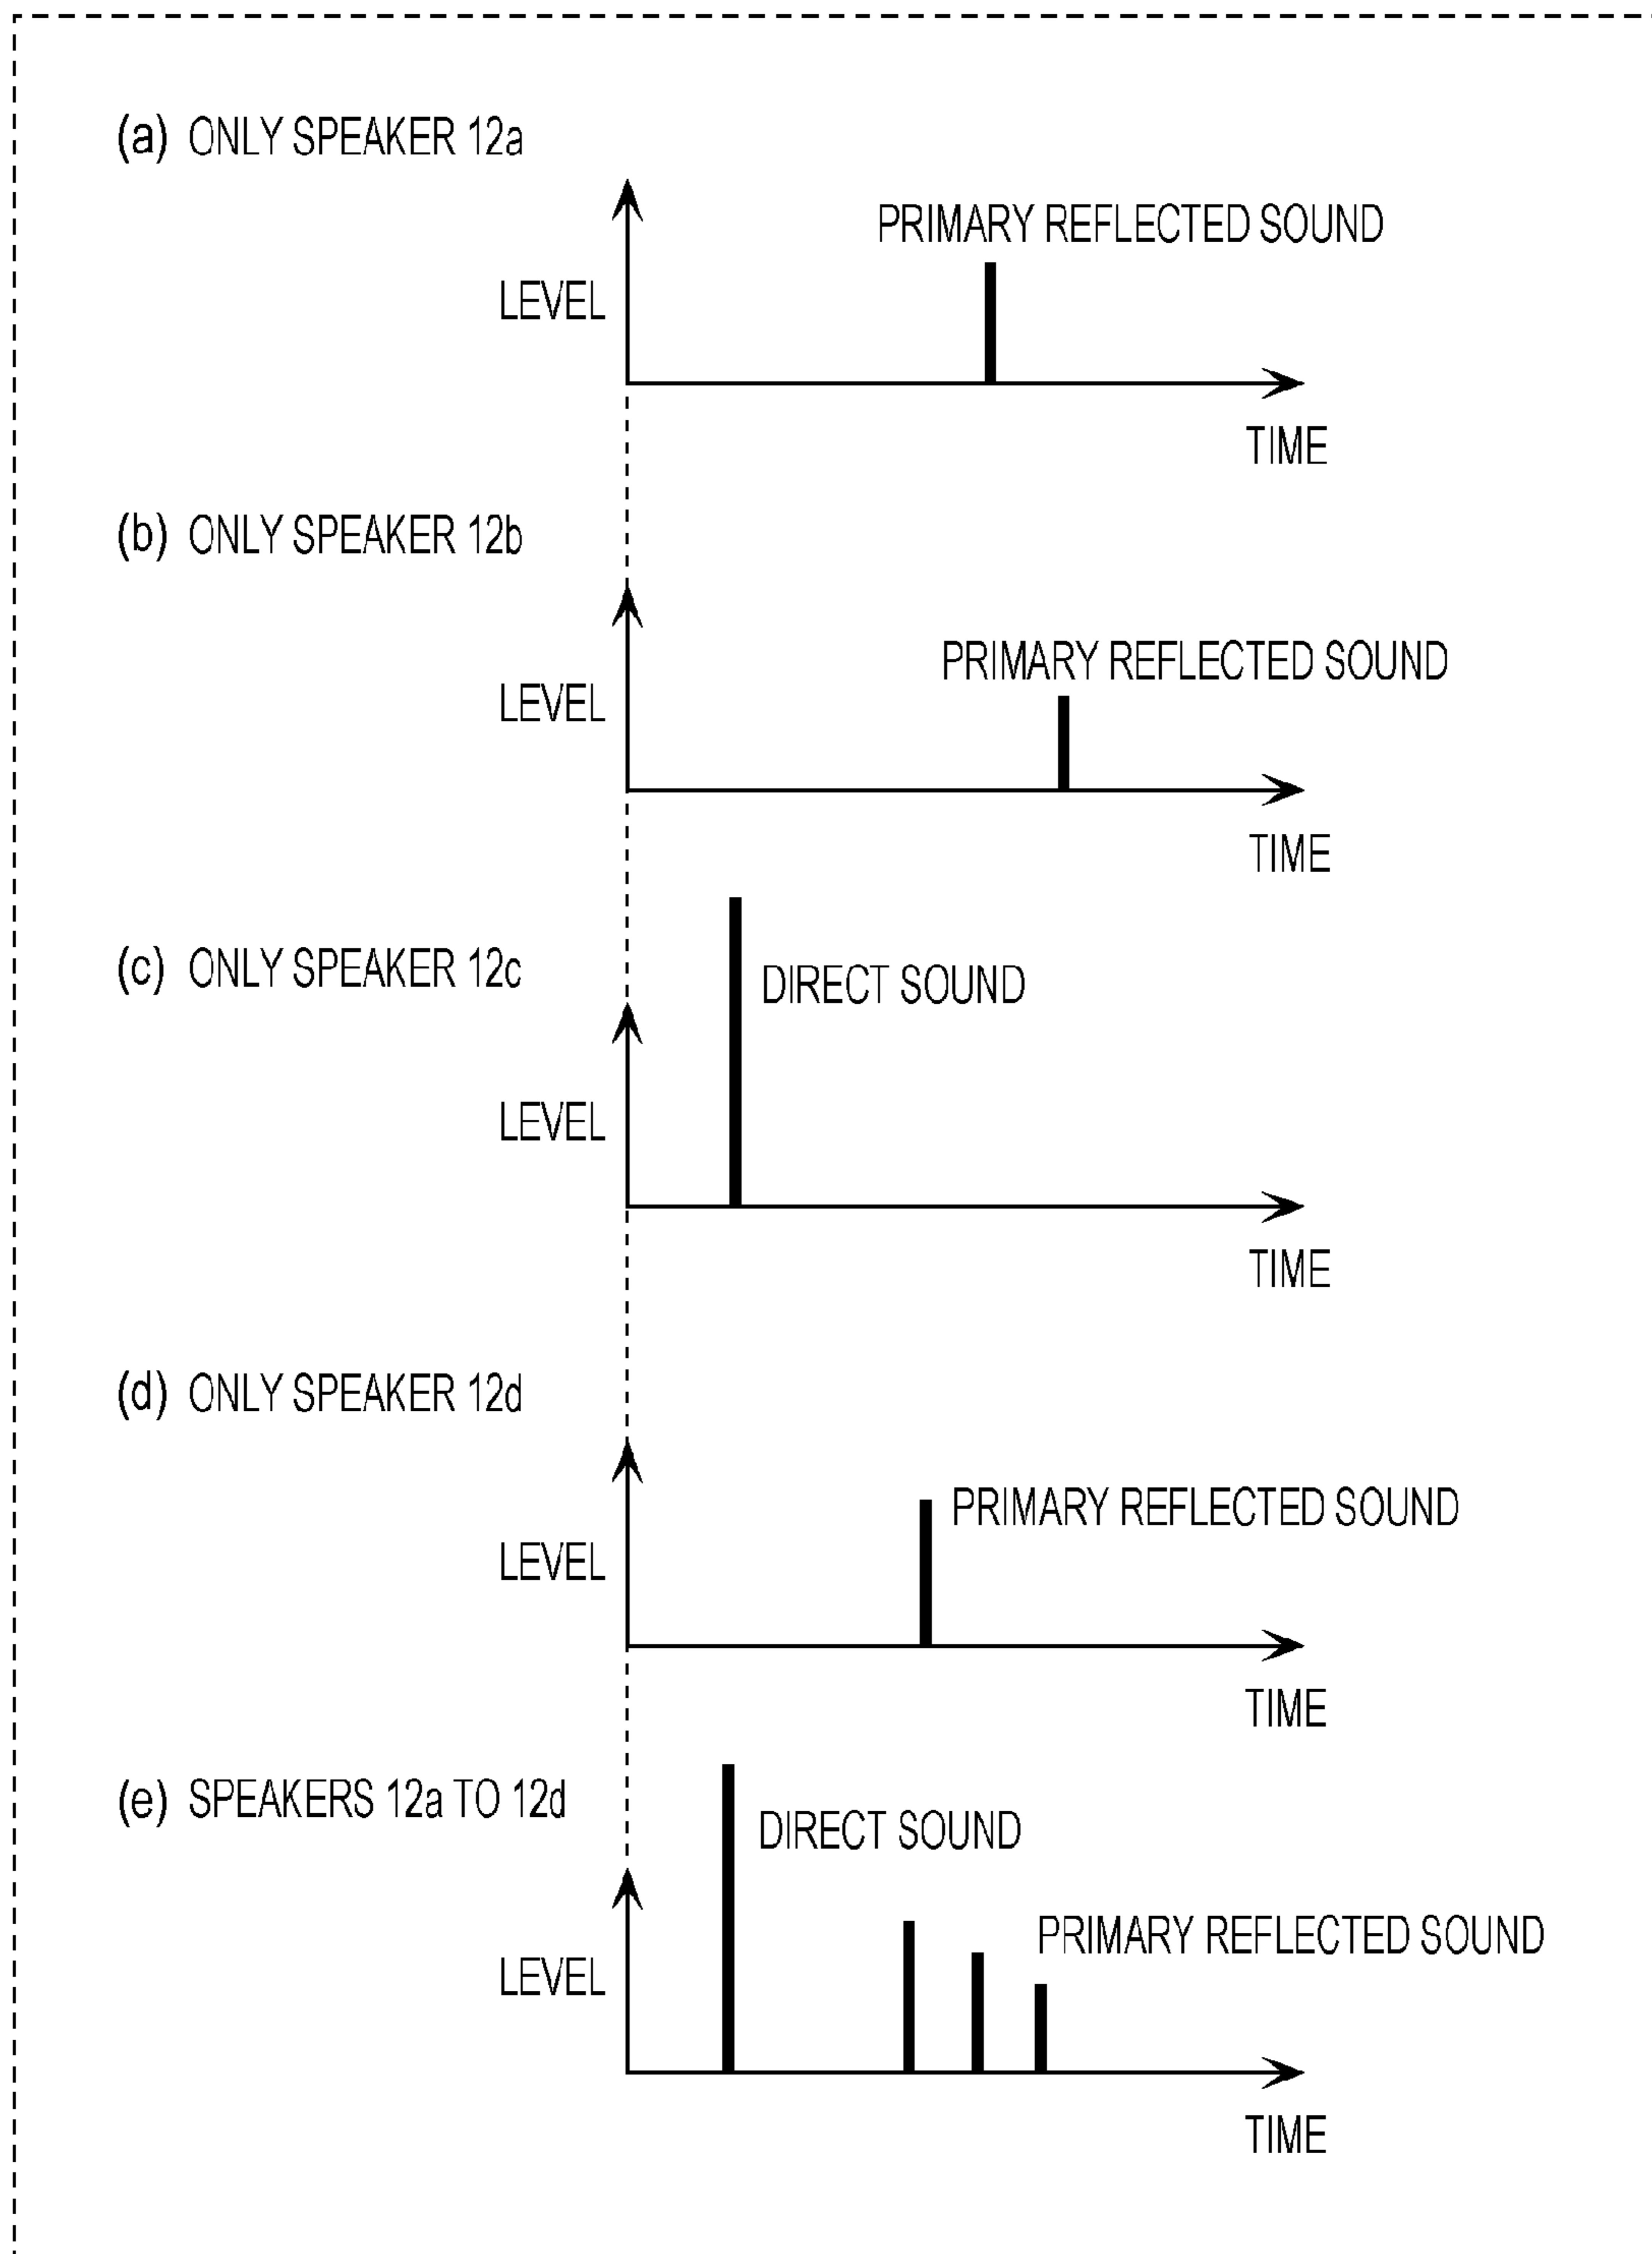 (a) ONLY SPEAKER 12a
PRIMARY REFLECTED SOUND
LEVEL
TIME
(b) ONLY SPEAKER 12b
PRIMARY REFLECTED SOUND
LEVEL
TIME
(c) ONLY SPEAKER 12c
DIRECT SOUND
LEVEL
TIME
(d) ONLY SPEAKER 12d
PRIMARY REFLECTED SOUND
LEVEL
TIME
(e) SPEAKERS 12a TO 12d
DIRECT SOUND
PRIMARY REFLECTED SOUND
LEVEL
TIME